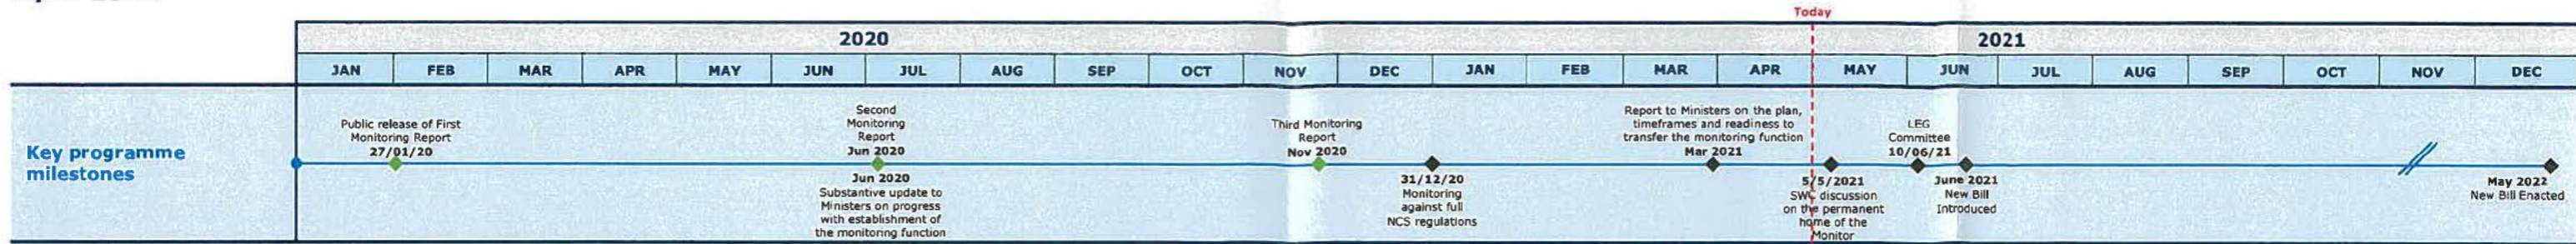 Today
2020
2021
JAN FEB MAR APR MAY JUN JUL AUG SEP OCT NOV DEC JAN FEB MAR APR MAY JUN JUL AUG SEP OCT NOV DEC
Key programme
milestones
Public release of First
Monitoring Report
27/01/20
Second
Monitoring
Report
Jun 2020
Jun 2020
Substantive update to
Ministers on progress
with establishment of
the monitoring function
Third Monitoring
Report
Nov 2020
31/12/20
Monitoring
against full
NCS regulations
Report to Ministers on the plan,
timeframes and readiness to
transfer the monitoring function
Mar 2021
5/5/2021
SWC discussion
on the permanent
home of the
Monitor
LEG
Committee
10/06/21
June 2021
New Bill
Introduced
May 2022
New Bill Enacted